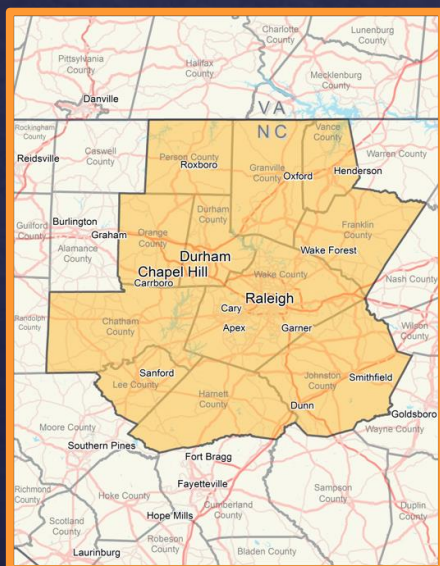 Charlotte
County
Lunenburg
County
Pittsylvania
County
Halifax
County
Mecklenburg
County
Danville
VA
NC
Rockingham
County
Caswell
County
Person County
Roxboro
Granville
County
Vance
County
Warren County
Reidsville
Oxford
Henderson
Guilford
County
Burlington
Graham
Alamance
County
Orange
County
Durham
County
Franklin
County
Wake Forest
Durham
Chapel Hill
Carrboro
Wake County
Nash County
Raleigh
Cary
Apex
Garner
Randolph
County
Chatham
County
Wilson
County
Sanford
Lee County
Harnett
County
Johnston
County
Smithfield
Dunn
Goldsboro
Wayne County
Moore County
Southern Pines
Fort Bragg
Fayetteville
Cumberland
County
Sampson
County
Richmond
County
Hoke County
Hope Mills
Duplin
County
Scotland
County
Robeson
County
Bladen County
Laurinburg